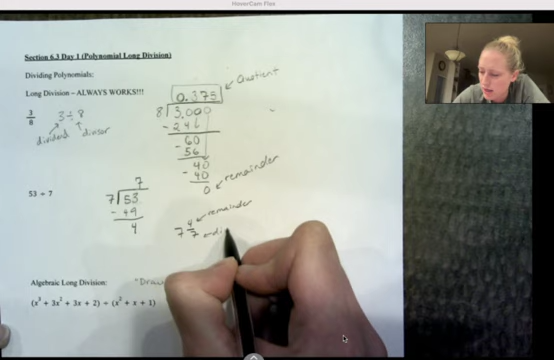 HoverCam Flex
Section 6.3 Day 1 (Polynomial Long Division)
Dividing Polynomials:
Long Division – ALWAYS WORKS!!!
Quotient
0.375
3/8 3 ÷ 8
8 3.000
dividend divisor
- 24
60
- 56
40
- 40
0 remainder
53 ÷ 7
7
7 53
- 49
4
remainder
7 4/7 di
Algebraic Long Division:
(x³ + 3x² + 3x + 2) ÷ (x² + x + 1)